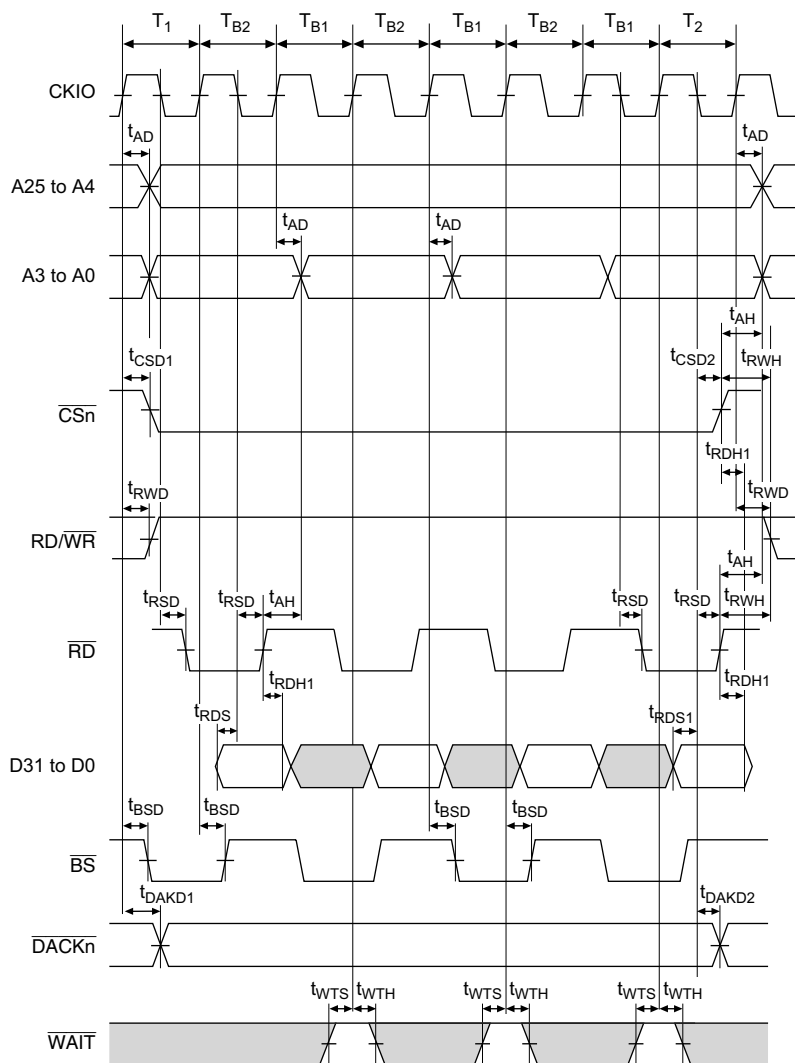 T1 TB2 TB1 TB2 TB1 TB2 TB1 T2
CKIO
tAD tAD
A25 to A4
tAD tAD
A3 to A0
tAH
tCSD1 tCSD2 tRWH
CSn
tRDH1
tRWD tRWD
RD/WR
tAH
tRSD tRSD tAH tRSD tRSD tRWH
RD
tRDH1 tRDH1
tRDS tRDS1
D31 to D0
tBSD tBSD tBSD tBSD
BS
tDAKD1 tDAKD2
DACKn
tWTS tWTH tWTS tWTH tWTS tWTH
WAIT